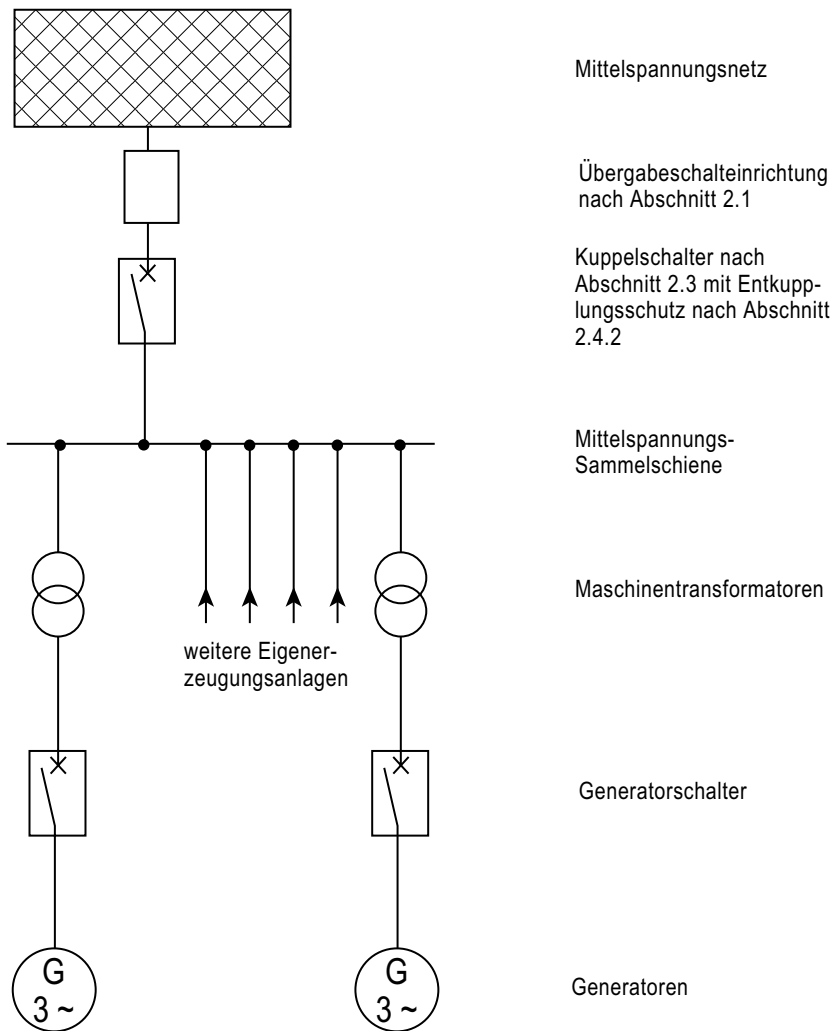 Mittelspannungsnetz
Übergabeschalteinrichtung
nach Abschnitt 2.1
Kuppelschalter nach
Abschnitt 2.3 mit Entkupp-
lungsschutz nach Abschnitt
2.4.2
Mittelspannungs-
Sammelschiene
Maschinentransformatoren
weitere Eigener-
zeugungsanlagen
Generatorschalter
G
3 ~
G
3 ~
Generatoren